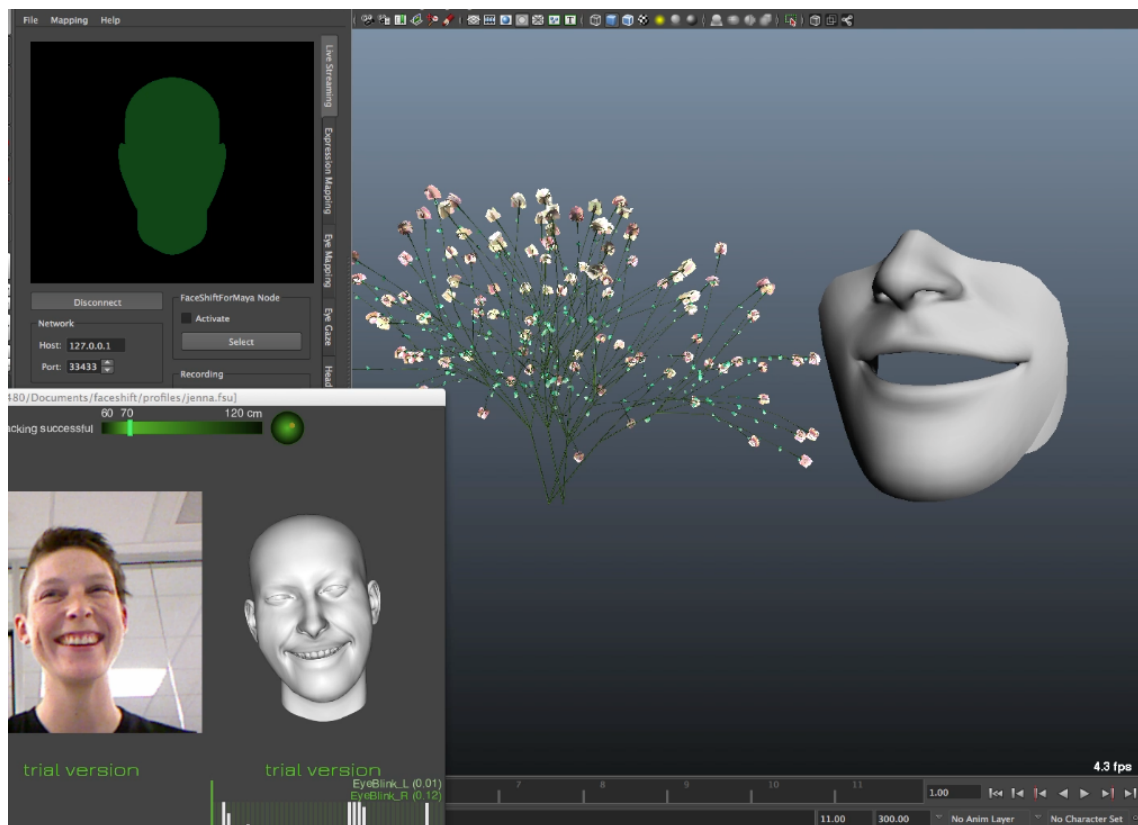 File Mapping Help
Live Streaming
Expression Mapping
Eye Mapping
Eye Gaze
Head
Disconnect
FaceShiftForMaya Node
Activate
Select
Network
Host: 127.0.0.1
Port: 33433
Recording
480/Documents/faceshift/profiles/jenna.fsu]
60 70 120 cm
acking successful
trial version
trial version
EyeBlink_L (0.01)
EyeBlink_R (0.12)
4.3 fps
7 8 9 10 11
1.00
11.00 300.00 No Anim Layer No Character Set
T